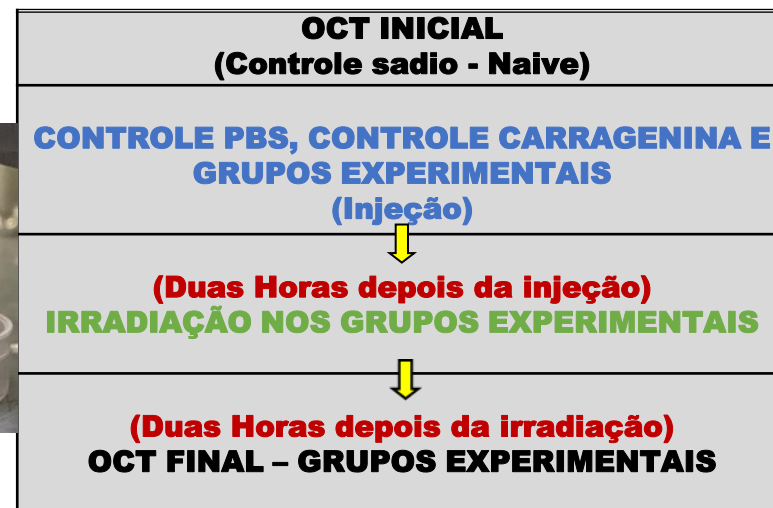 OCT INICIAL
(Controle sadio - Naive)
CONTROLE PBS, CONTROLE CARRAGENINA E
GRUPOS EXPERIMENTAIS
(Injeção)
(Duas Horas depois da injeção)
IRRADIAÇÃO NOS GRUPOS EXPERIMENTAIS
(Duas Horas depois da irradiação)
OCT FINAL – GRUPOS EXPERIMENTAIS